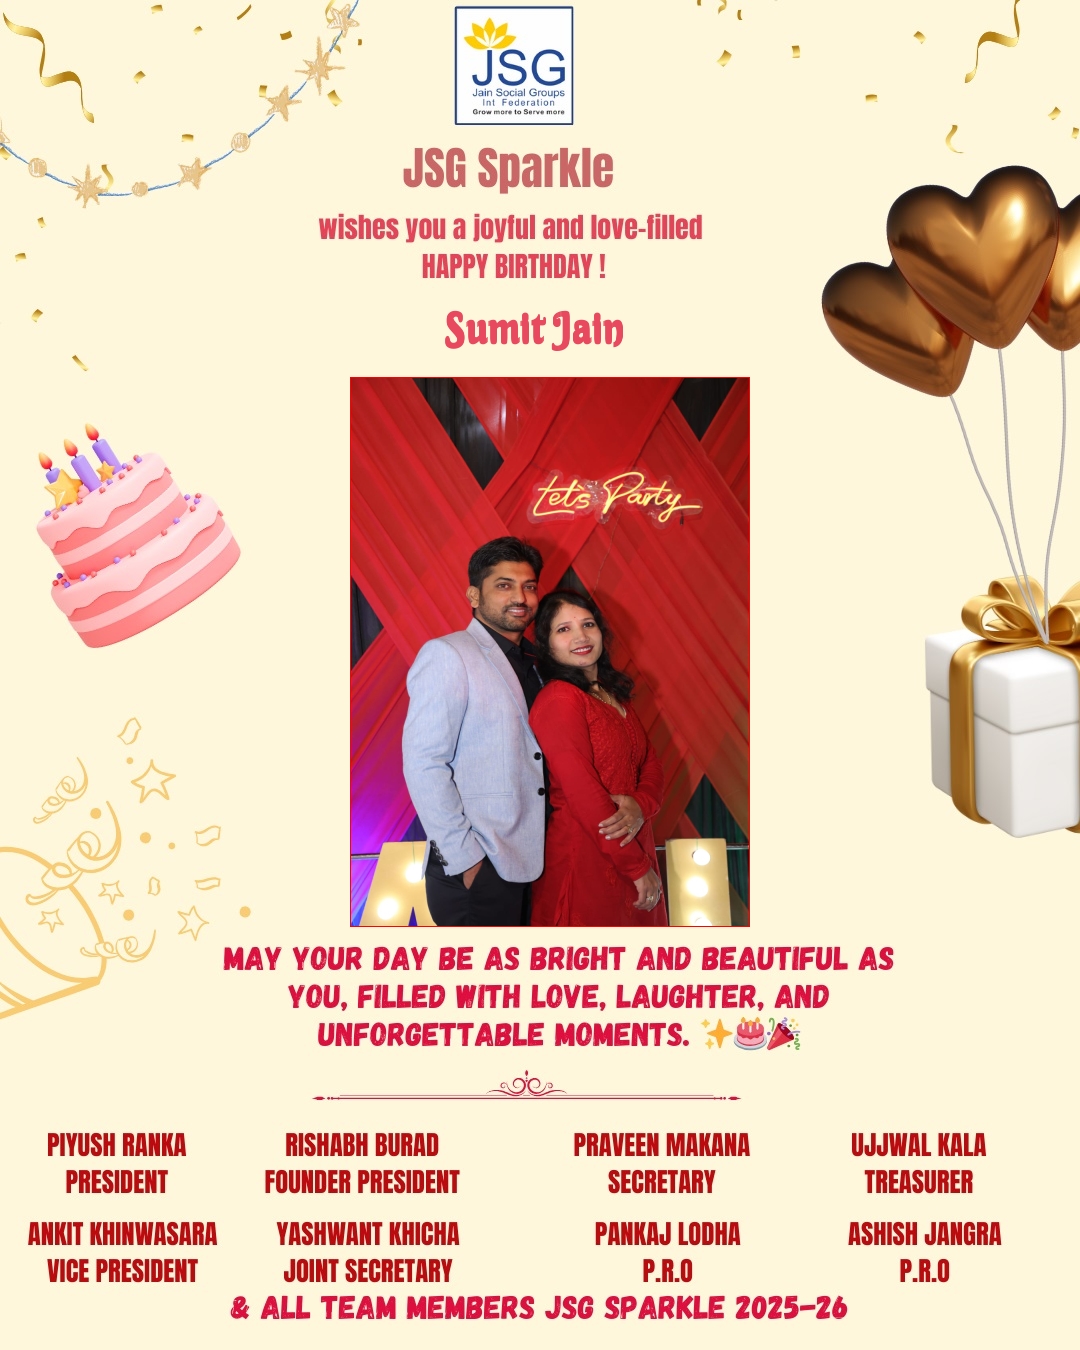 JSG
Jain Social Groups
Int Federation
Grow more to Serve more
JSG Sparkle
wishes you a joyful and love-filled
HAPPY BIRTHDAY !
Sumit Jain
Let's Party
MAY YOUR DAY BE AS BRIGHT AND BEAUTIFUL AS
YOU, FILLED WITH LOVE, LAUGHTER, AND
UNFORGETTABLE MOMENTS. ✨🎂🎉
PIYUSH RANKA
PRESIDENT
RISHABH BURAD
FOUNDER PRESIDENT
PRAVEEN MAKANA
SECRETARY
UJJWAL KALA
TREASURER
ANKIT KHINWASARA
VICE PRESIDENT
YASHWANT KHICHA
JOINT SECRETARY
PANKAJ LODHA
P.R.O
ASHISH JANGRA
P.R.O
& ALL TEAM MEMBERS JSG SPARKLE 2025-26